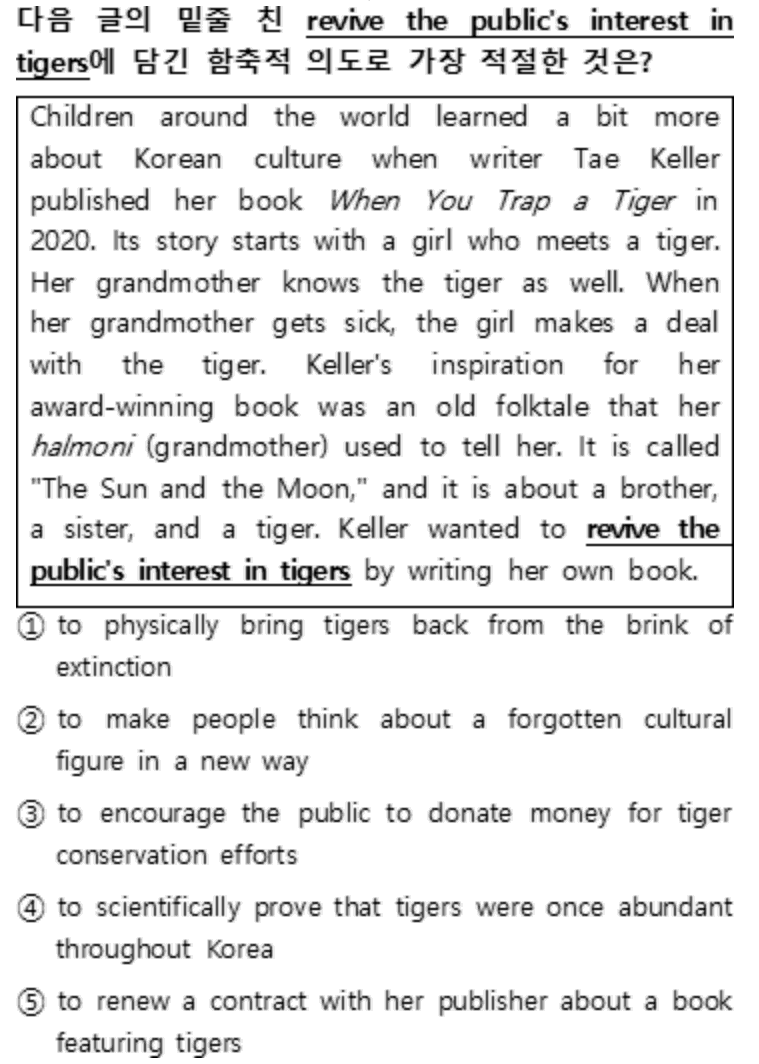 다음 글의 밑줄 친 revive the public's interest in
tigers에 담긴 함축적 의도로 가장 적절한 것은?
Children around the world learned a bit more
about Korean culture when writer Tae Keller
published her book When You Trap a Tiger in
2020. Its story starts with a girl who meets a tiger.
Her grandmother knows the tiger as well. When
her grandmother gets sick, the girl makes a deal
with the tiger. Keller's inspiration for her
award-winning book was an old folktale that her
halmoni (grandmother) used to tell her. It is called
"The Sun and the Moon," and it is about a brother,
a sister, and a tiger. Keller wanted to revive the
public's interest in tigers by writing her own book.
① to physically bring tigers back from the brink of
extinction
② to make people think about a forgotten cultural
figure in a new way
③ to encourage the public to donate money for tiger
conservation efforts
④ to scientifically prove that tigers were once abundant
throughout Korea
⑤ to renew a contract with her publisher about a book
featuring tigers